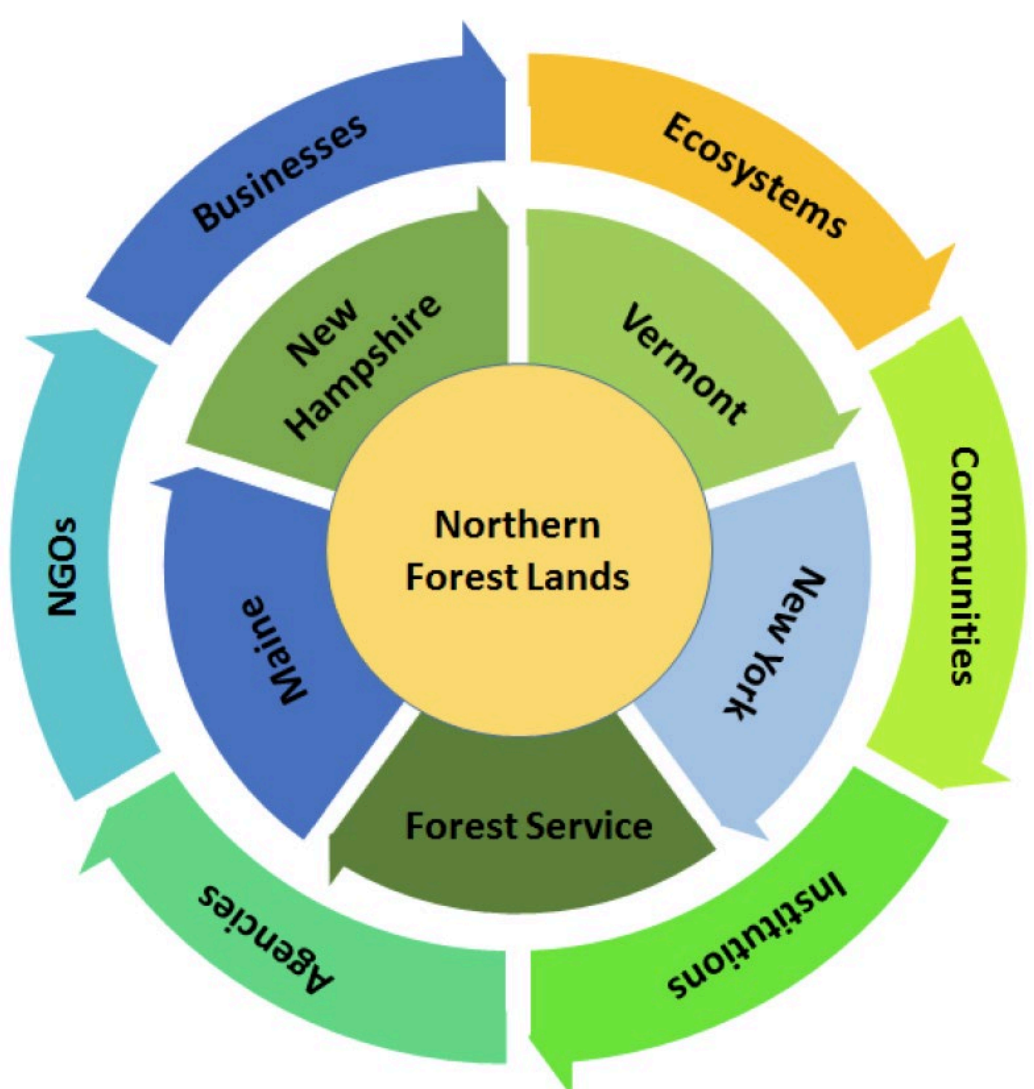 Businesses
Ecosystems
New
Hampshire
Vermont
Northern
Forest Lands
NGOs
Communities
Maine
New York
Forest Service
Agencies
Institutions